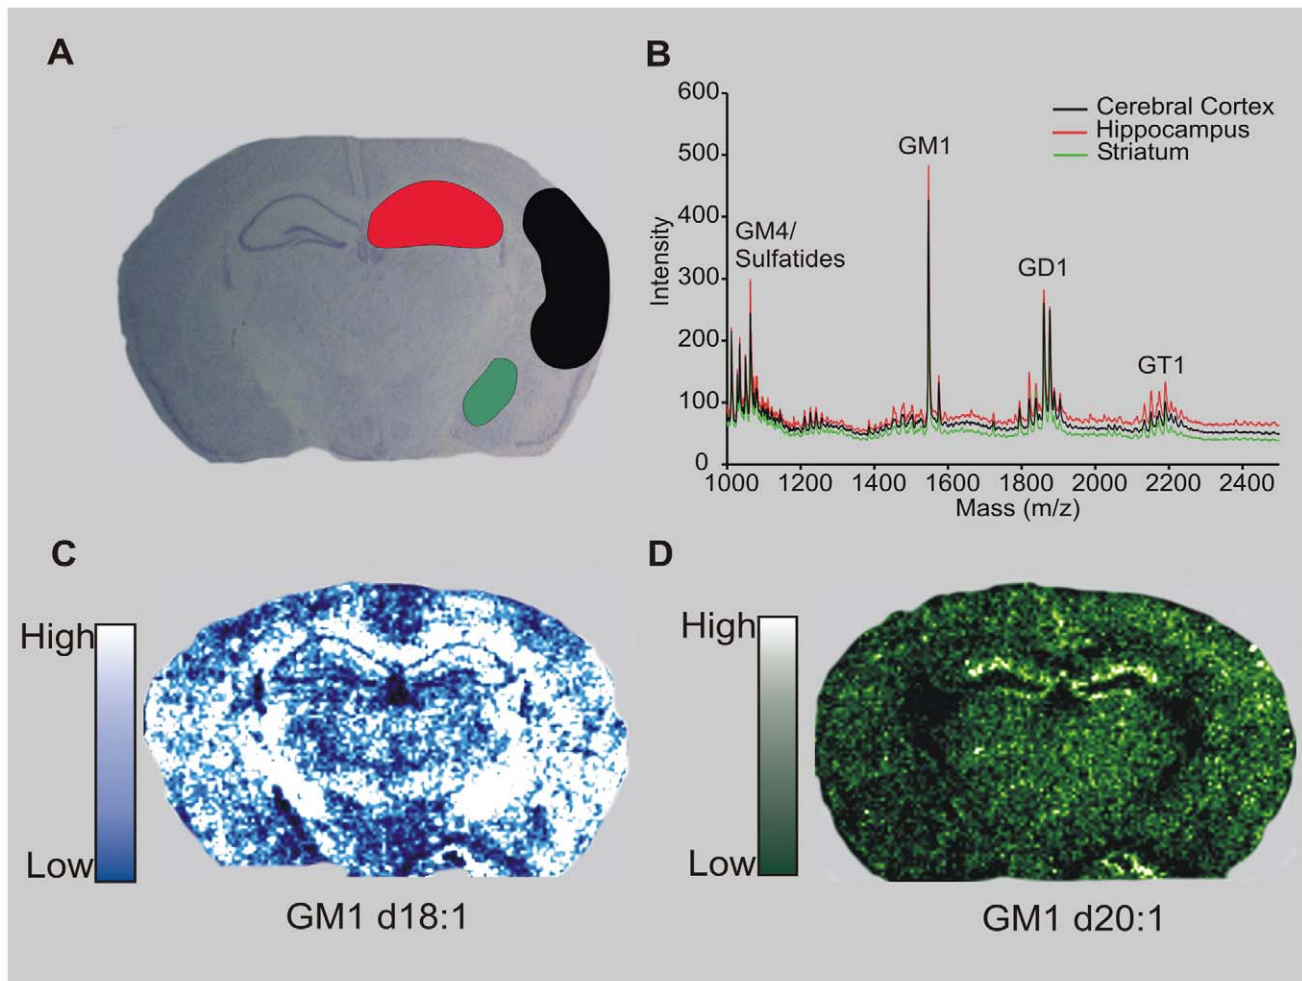 A
B
600
500
400
300
200
100
0
Intensity
Cerebral Cortex
Hippocampus
Striatum
GM4/
Sulfatides
GM1
GD1
GT1
1000 1200 1400 1600 1800 2000 2200 2400
Mass (m/z)
C
High
Low
GM1 d18:1
D
High
Low
GM1 d20:1